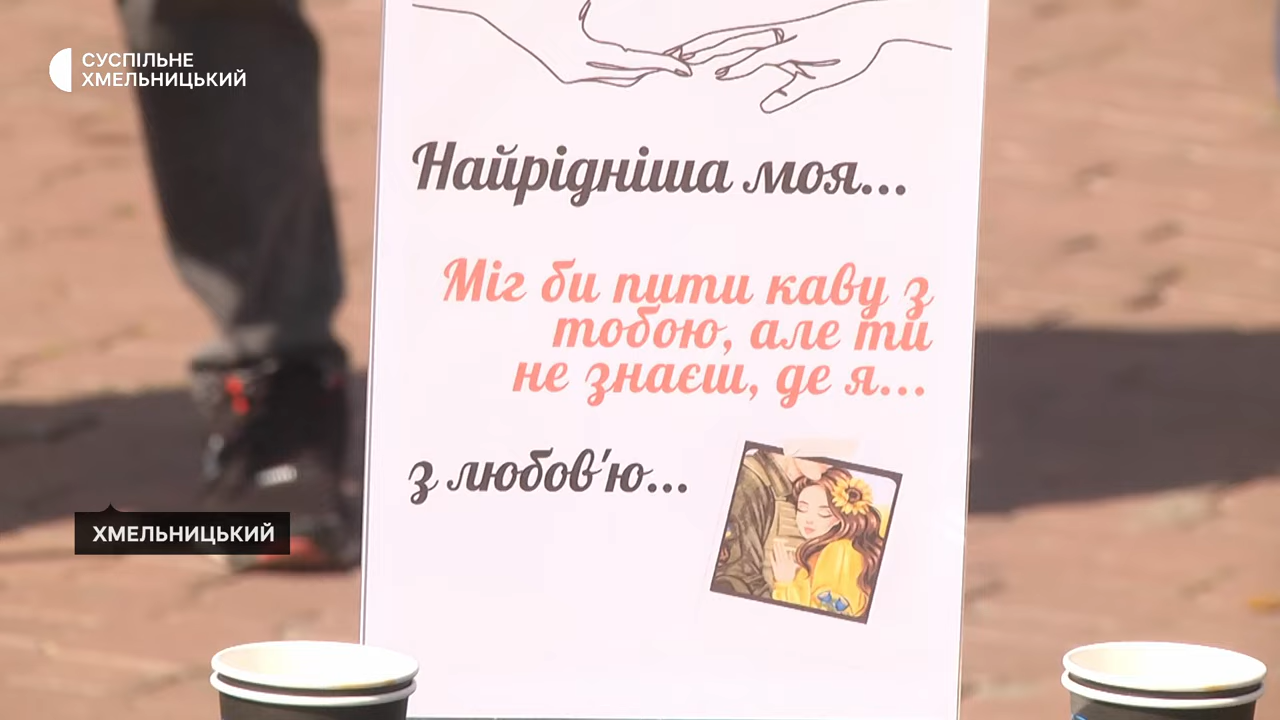 СУСПІЛЬНЕ
ХМЕЛЬНИЦЬКИЙ
Найрідніша моя...
Міг би пити каву з
тобою, але ти
не знаєш, де я...
з любов'ю...
ХМЕЛЬНИЦЬКИЙ